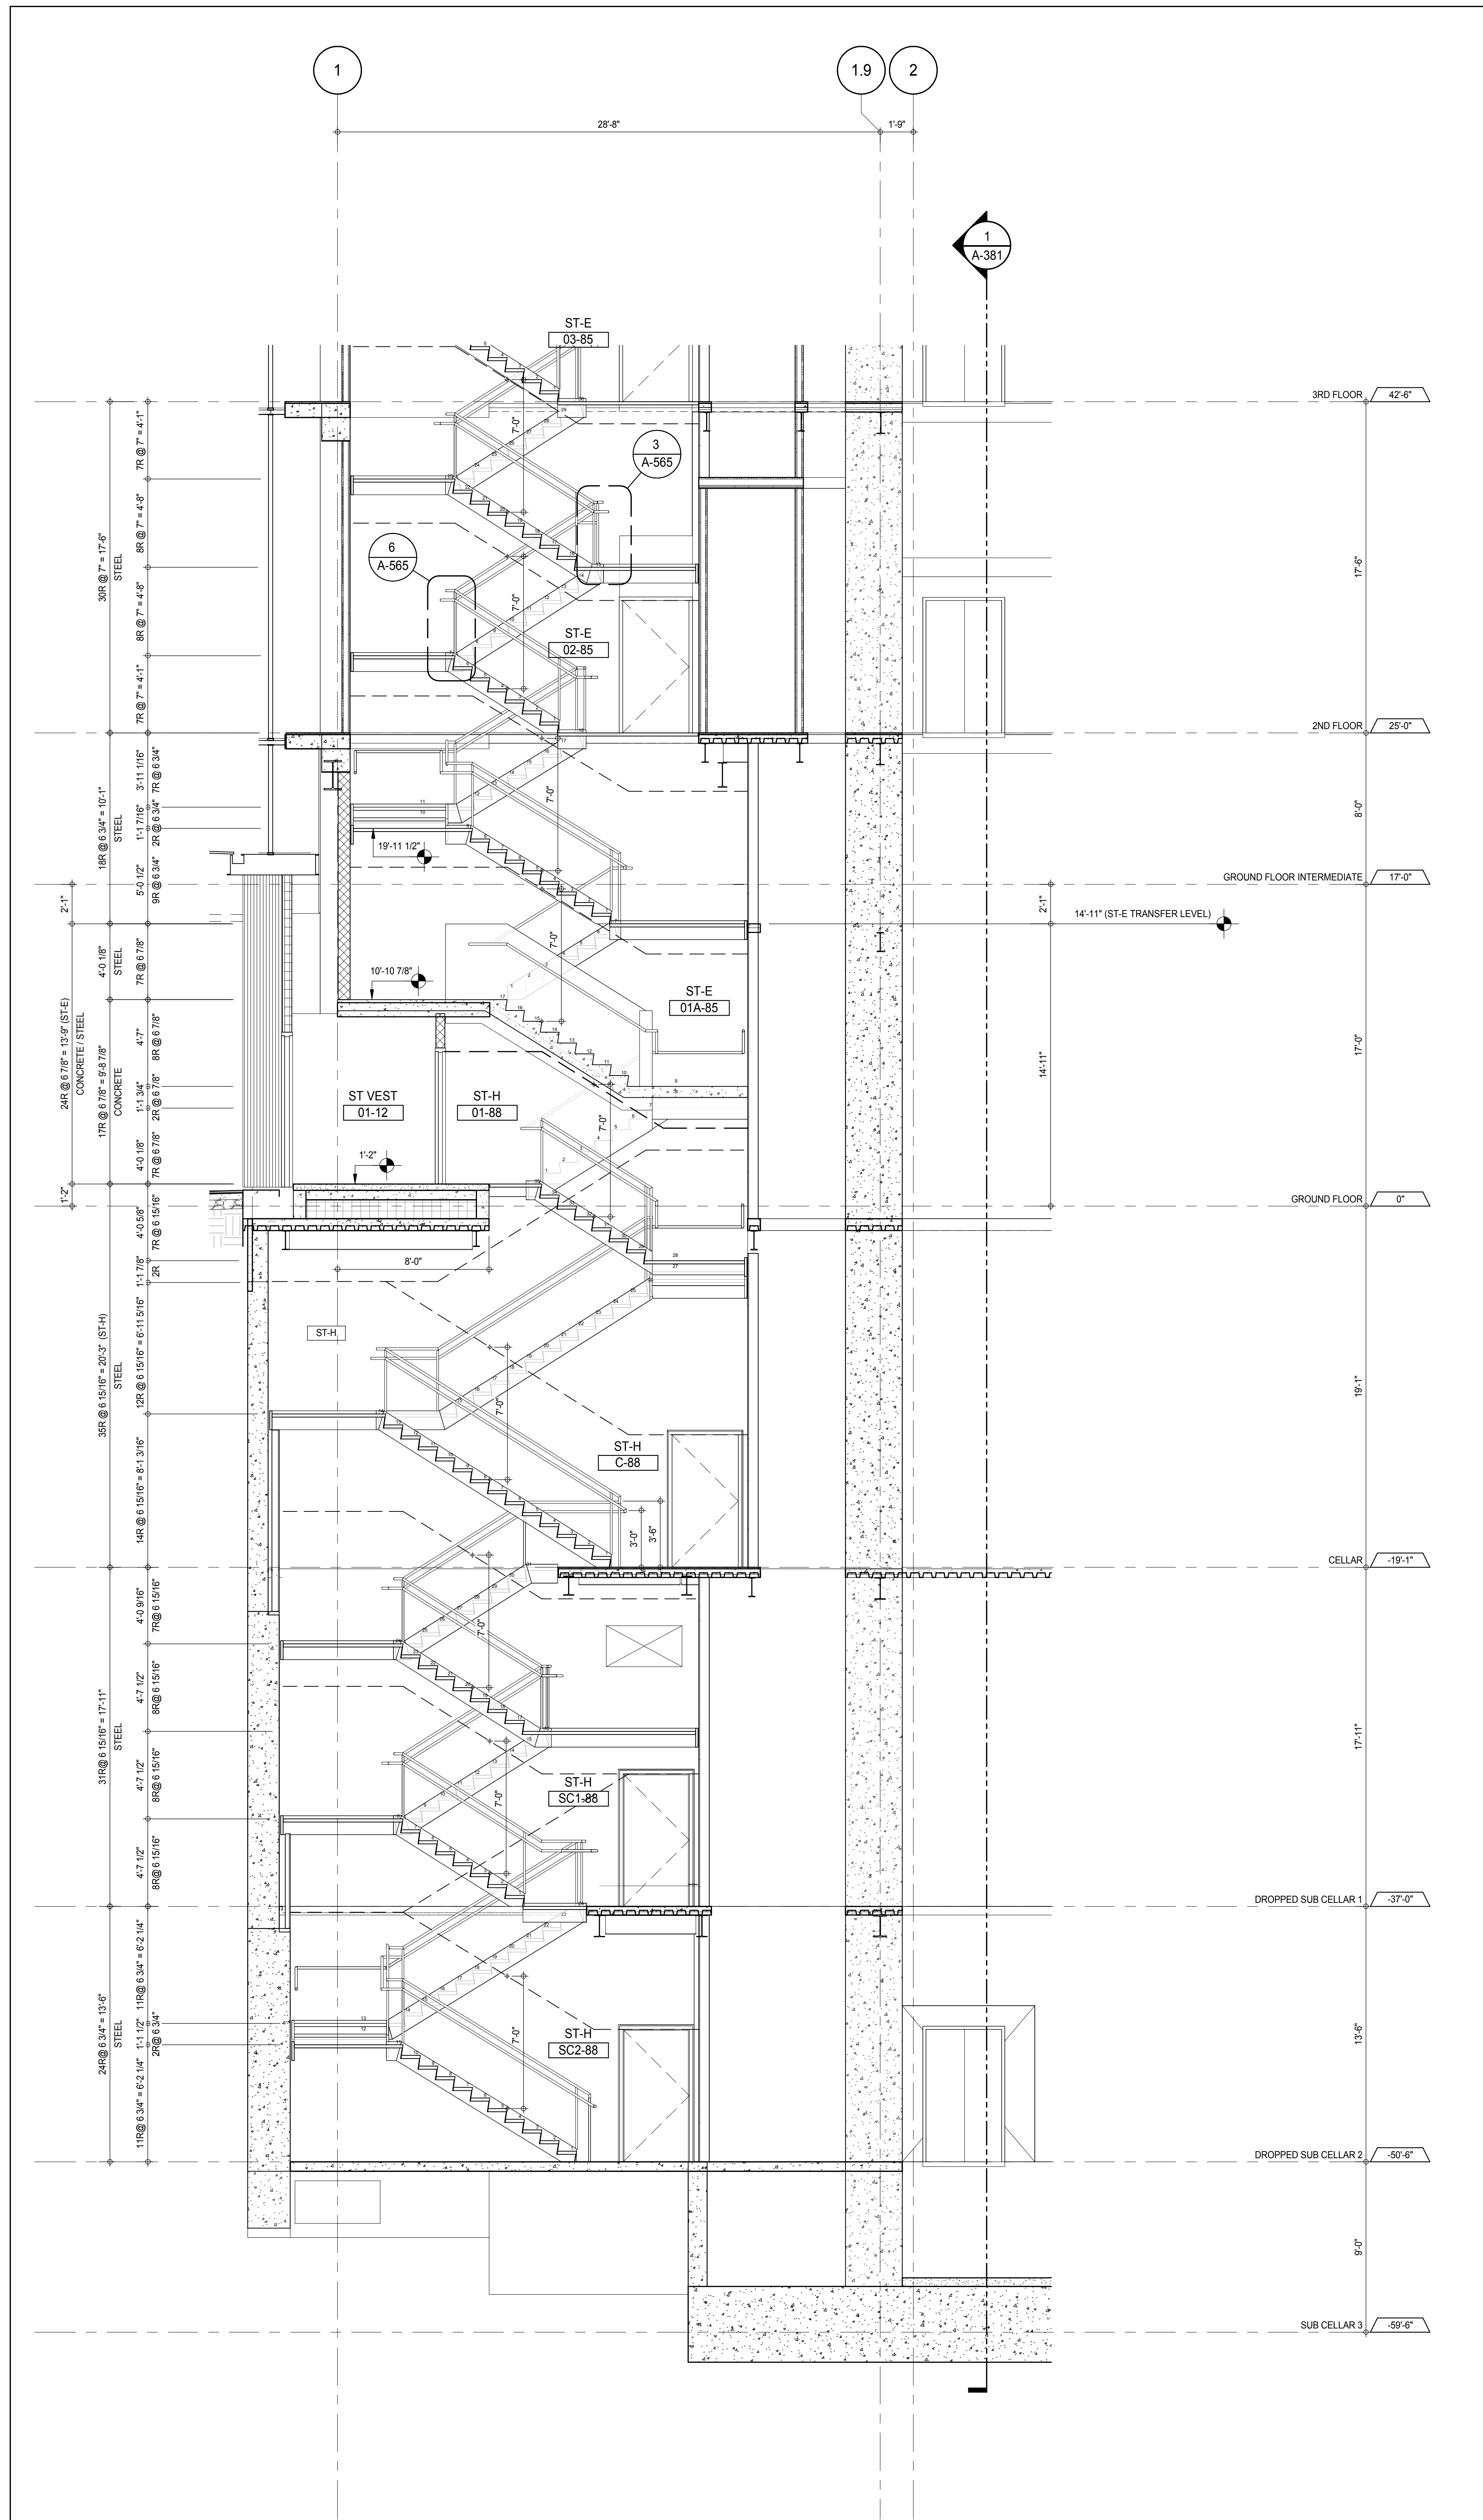 1
1.9
2
28'-8"
1'-9"
1
A-381
ST-E
03-85
3RD FLOOR
42'-6"
7R @ 7" = 4'-1"
8R @ 7" = 4'-8"
30R @ 7" = 17'-6"
STEEL
8R @ 7" = 4'-8"
7R @ 7" = 4'-1"
7'-0"
3
A-565
6
A-565
7'-0"
ST-E
02-85
17'-6"
2ND FLOOR
25'-0"
3'-11 1/16"
7R @ 6 3/4"
1'-1 7/16"
2R @ 6 3/4"
18R @ 6 3/4" = 10'-1"
STEEL
5'-0 1/2"
9R @ 6 3/4"
19'-11 1/2"
7'-0"
8'-0"
GROUND FLOOR INTERMEDIATE
17'-0"
2'-1"
2'-1"
14'-11" (ST-E TRANSFER LEVEL)
4'-0 1/8"
7R @ 6 7/8"
STEEL
7'-0"
10'-10 7/8"
ST-E
01A-85
24R @ 6 7/8" = 13'-9" (ST-E)
CONCRETE / STEEL
17R @ 6 7/8" = 9'-8 7/8"
CONCRETE
4'-7"
8R @ 6 7/8"
1'-1 3/4"
2R @ 6 7/8"
4'-0 1/8"
7R @ 6 7/8"
14'-11"
17'-0"
ST VEST
01-12
ST-H
01-88
7'-0"
1'-2"
1'-2"
GROUND FLOOR
0"
4'-0 5/8"
7R @ 6 15/16"
1'-1 7/8"
2R
8'-0"
ST-H
35R @ 6 15/16" = 20'-3" (ST-H)
STEEL
12R @ 6 15/16" = 6'-11 5/16"
14R @ 6 15/16" = 8'-1 3/16"
7'-0"
19'-1"
ST-H
C-88
3'-0"
3'-6"
CELLAR
-19'-1"
4'-0 9/16"
7R@ 6 15/16"
7'-0"
4'-7 1/2"
8R@ 6 15/16"
31R@ 6 15/16" = 17'-11"
STEEL
4'-7 1/2"
8R@ 6 15/16"
4'-7 1/2"
8R@ 6 15/16"
7'-0"
ST-H
SC1-88
17'-11"
DROPPED SUB CELLAR 1
-37'-0"
11R@ 6 3/4" = 6'-2 1/4"
24R@ 6 3/4" = 13'-6"
STEEL
1'-1 1/2"
2R@ 6 3/4"
11R@ 6 3/4" = 6'-2 1/4"
7'-0"
ST-H
SC2-88
13'-6"
DROPPED SUB CELLAR 2
-50'-6"
9'-0"
SUB CELLAR 3
-59'-6"